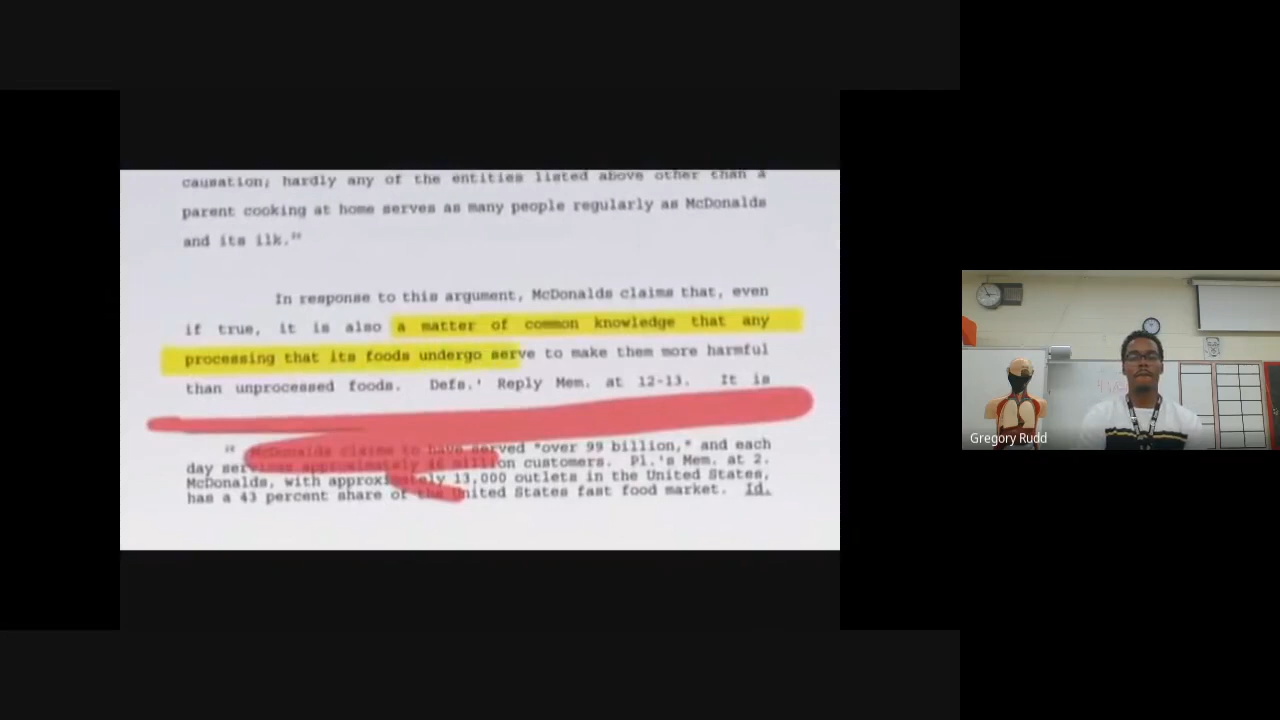 causation; hardly any of the entities listed above other than a
parent cooking at home serves as many people regularly as McDonalds
and its ilk.²⁸
In response to this argument, McDonalds claims that, even
if true, it is also a matter of common knowledge that any
processing that its foods undergo serve to make them more harmful
than unprocessed foods. Defs.' Reply Mem. at 12-13. It is
McDonalds claims to have served "over 99 billion," and each
day services approximately 46 million customers. Pl.'s Mem. at 2.
McDonalds, with approximately 13,000 outlets in the United States,
has a 43 percent share of the United States fast food market. Id.
Gregory Rudd